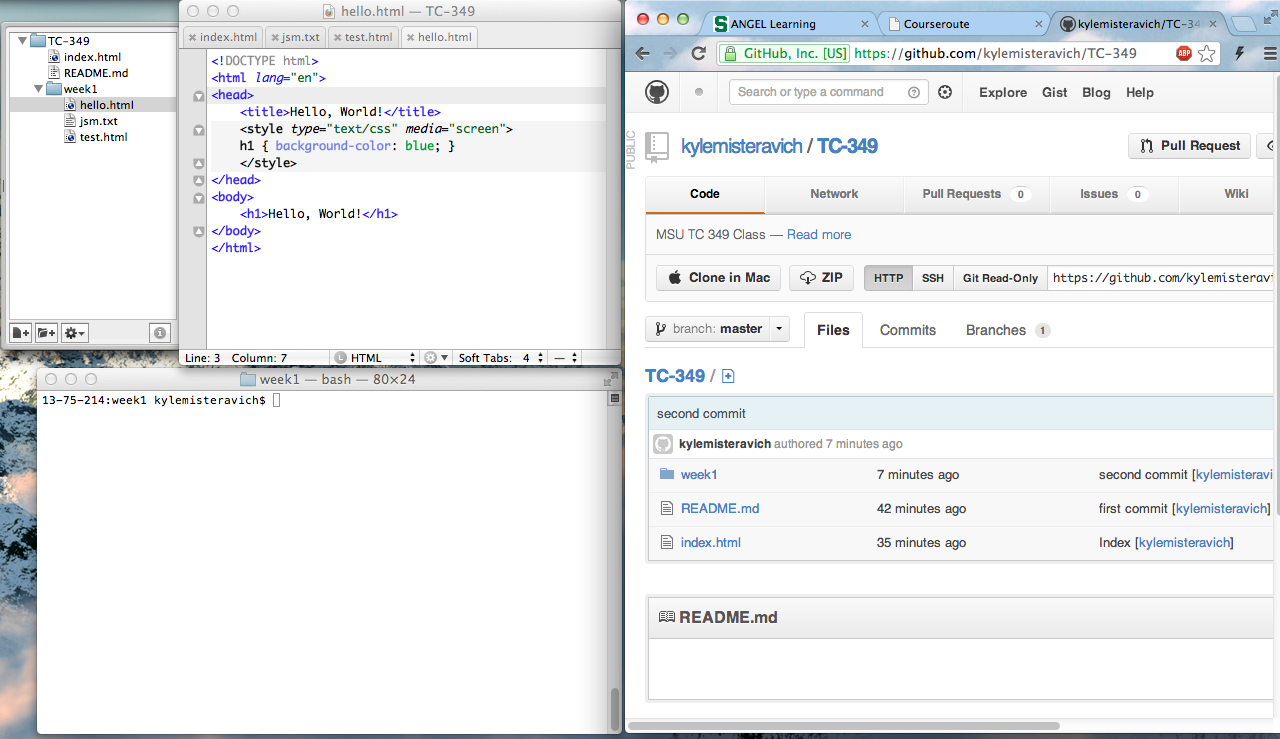 TC-349
index.html
README.md
week1
hello.html
jsm.txt
test.html
hello.html — TC-349
index.html jsm.txt test.html hello.html
<!DOCTYPE html>
<html lang="en">
<head>
<title>Hello, World!</title>
<style type="text/css" media="screen">
h1 { background-color: blue; }
</style>
</head>
<body>
<h1>Hello, World!</h1>
</body>
</html>
Line: 3 Column: 7 L HTML Soft Tabs: 4 —
week1 — bash — 80×24
13-75-214:week1 kylemisteravich$
ANGEL Learning Courseroute kylemisteravich/TC-34
GitHub, Inc. [US] https://github.com/kylemisteravich/TC-349 ABP
Search or type a command Explore Gist Blog Help
PUBLIC
kylemisteravich / TC-349 Pull Request
Code Network Pull Requests 0 Issues 0 Wiki
MSU TC 349 Class — Read more
Clone in Mac ZIP HTTP SSH Git Read-Only https://github.com/kylemisteravi
branch: master Files Commits Branches 1
TC-349 /
second commit
kylemisteravich authored 7 minutes ago
week1 7 minutes ago second commit [kylemisteravi
README.md 42 minutes ago first commit [kylemisteravich]
index.html 35 minutes ago Index [kylemisteravich]
README.md